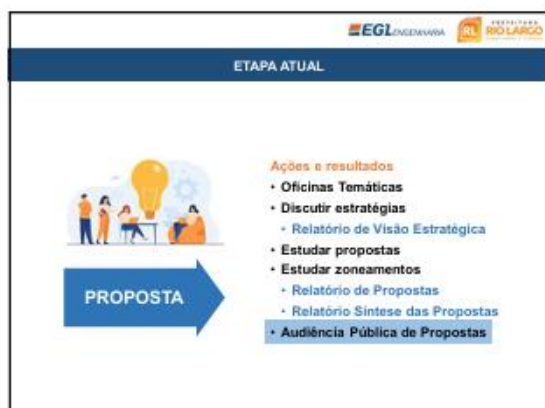 EGL ENGENHARIA
RL
PREFEITURA
RIO LARGO
ETAPA ATUAL
Ações e resultados
• Oficinas Temáticas
• Discutir estratégias
• Relatório de Visão Estratégica
• Estudar propostas
• Estudar zoneamentos
• Relatório de Propostas
• Relatório Síntese das Propostas
• Audiência Pública de Propostas
PROPOSTA